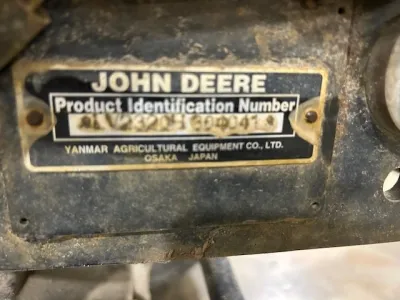 JOHN DEERE
Product Identification Number
YANMAR AGRICULTURAL EQUIPMENT CO., LTD.
OSAKA JAPAN